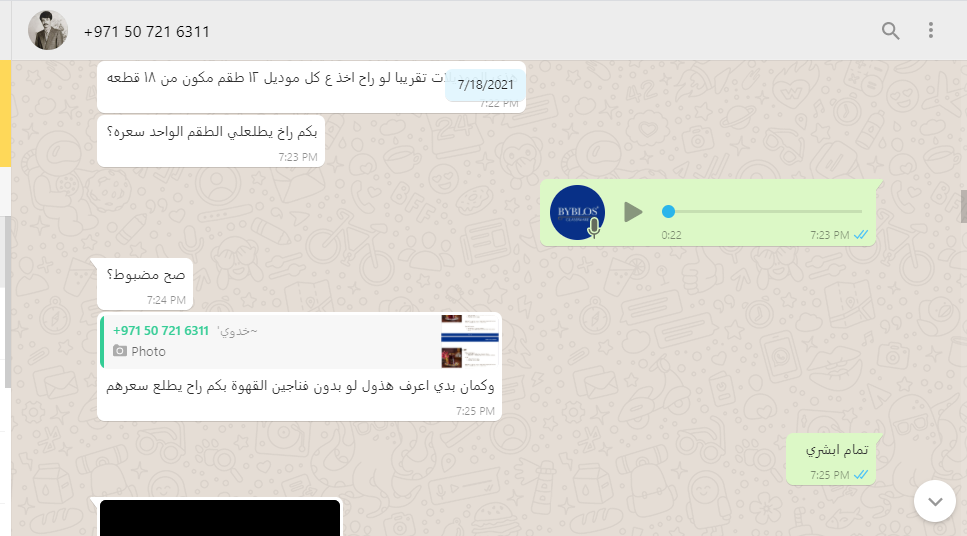 +971 50 721 6311
7/18/2021
لات تقريبا لو راح اخذ ع كل موديل ١٢ طقم مكون من ١٨ قطعه
7:22 PM
بكم راح يطلعلي الطقم الواحد سعره؟
7:23 PM
BYBLOS
0:22
7:23 PM
صح مضبوط؟
7:24 PM
+971 50 721 6311 ~خدوي'
Photo
وكمان بدي اعرف هذول لو بدون فناجين القهوة بكم راح يطلع سعرهم
7:25 PM
تمام ابشري
7:25 PM